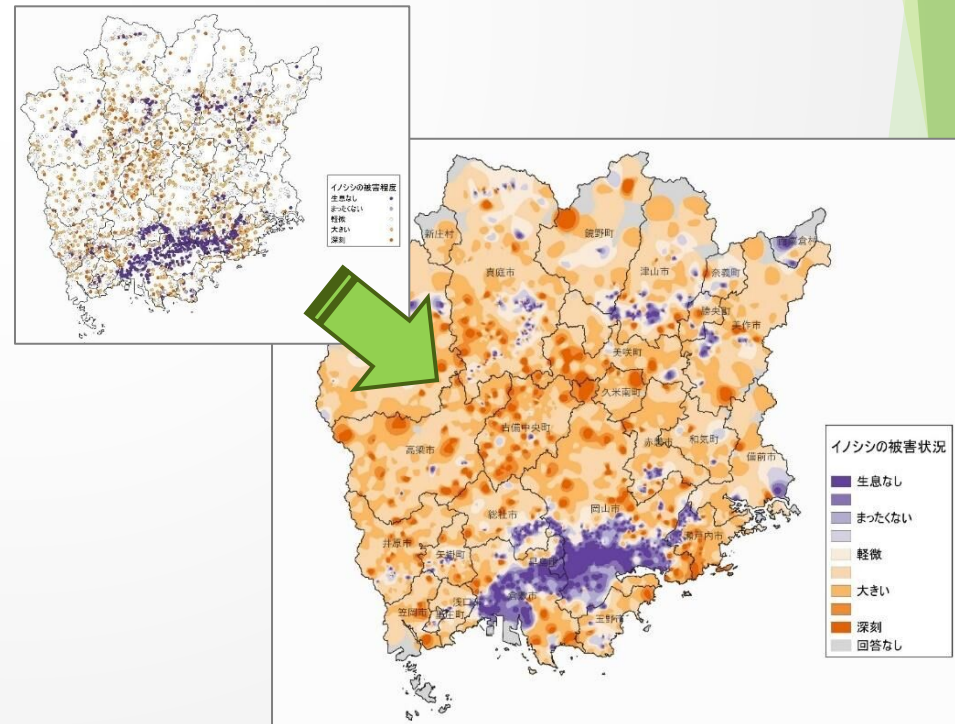 イノシシの被害程度
生息なし
まったくない
軽微
大きい
深刻
新庄村
鏡野町
真庭市
津山市
奈義町
西粟倉村
勝央町
美作市
美咲町
久米南町
吉備中央町
高梁市
赤磐市
和気町
備前市
総社市
岡山市
井原市
矢掛町
早島町
瀬戸内市
倉敷市
浅口市
笠岡市
里庄町
玉野市
イノシシの被害状況
生息なし
まったくない
軽微
大きい
深刻
回答なし